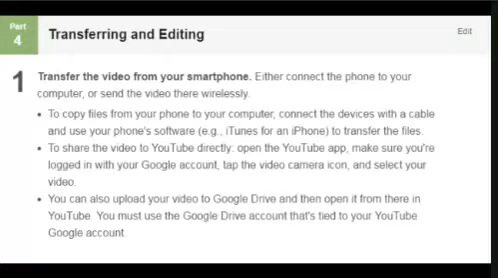 Part
4
Transferring and Editing
Edit
1
Transfer the video from your smartphone. Either connect the phone to your
computer, or send the video there wirelessly.
• To copy files from your phone to your computer, connect the devices with a cable
and use your phone's software (e.g., iTunes for an iPhone) to transfer the files.
• To share the video to YouTube directly: open the YouTube app, make sure you're
logged in with your Google account, tap the video camera icon, and select your
video.
• You can also upload your video to Google Drive and then open it from there in
YouTube. You must use the Google Drive account that's tied to your YouTube
Google account.